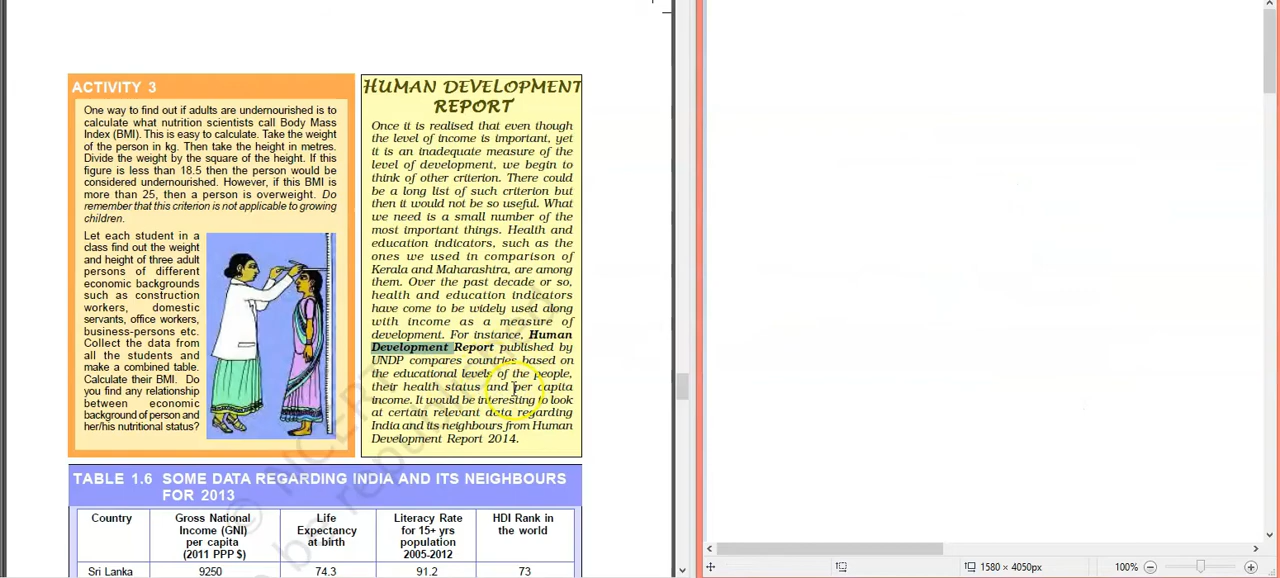 ACTIVITY 3
One way to find out if adults are undernourished is to
calculate what nutrition scientists call Body Mass
Index (BMI). This is easy to calculate. Take the weight
of the person in kg. Then take the height in metres.
Divide the weight by the square of the height. If this
figure is less than 18.5 then the person would be
considered undernourished. However, if this BMI is
more than 25, then a person is overweight. Do
remember that this criterion is not applicable to growing
children.
Let each student in a
class find out the weight
and height of three adult
persons of different
economic backgrounds
such as construction
workers, domestic
servants, office workers,
business-persons etc.
Collect the data from
all the students and
make a combined table.
Calculate their BMI. Do
you find any relationship
between economic
background of person and
her/his nutritional status?
HUMAN DEVELOPMENT
REPORT
Once it is realised that even though
the level of income is important, yet
it is an inadequate measure of the
level of development, we begin to
think of other criterion. There could
be a long list of such criterion but
then it would not be so useful. What
we need is a small number of the
most important things. Health and
education indicators, such as the
ones we used in comparison of
Kerala and Maharashtra, are among
them. Over the past decade or so,
health and education indicators
have come to be widely used along
with income as a measure of
development. For instance, Human
Development Report published by
UNDP compares countries based on
the educational levels of the people,
their health status and per capita
income. It would be interesting to look
at certain relevant data regarding
India and its neighbours from Human
Development Report 2014.
TABLE 1.6 SOME DATA REGARDING INDIA AND ITS NEIGHBOURS
FOR 2013
Country Gross National Income (GNI) per capita (2011 PPP $) Life Expectancy at birth Literacy Rate for 15+ yrs population 2005-2012 HDI Rank in the world
Sri Lanka 9250 74.3 91.2 73
© NCERT
be republished
1580 × 4050px
100%